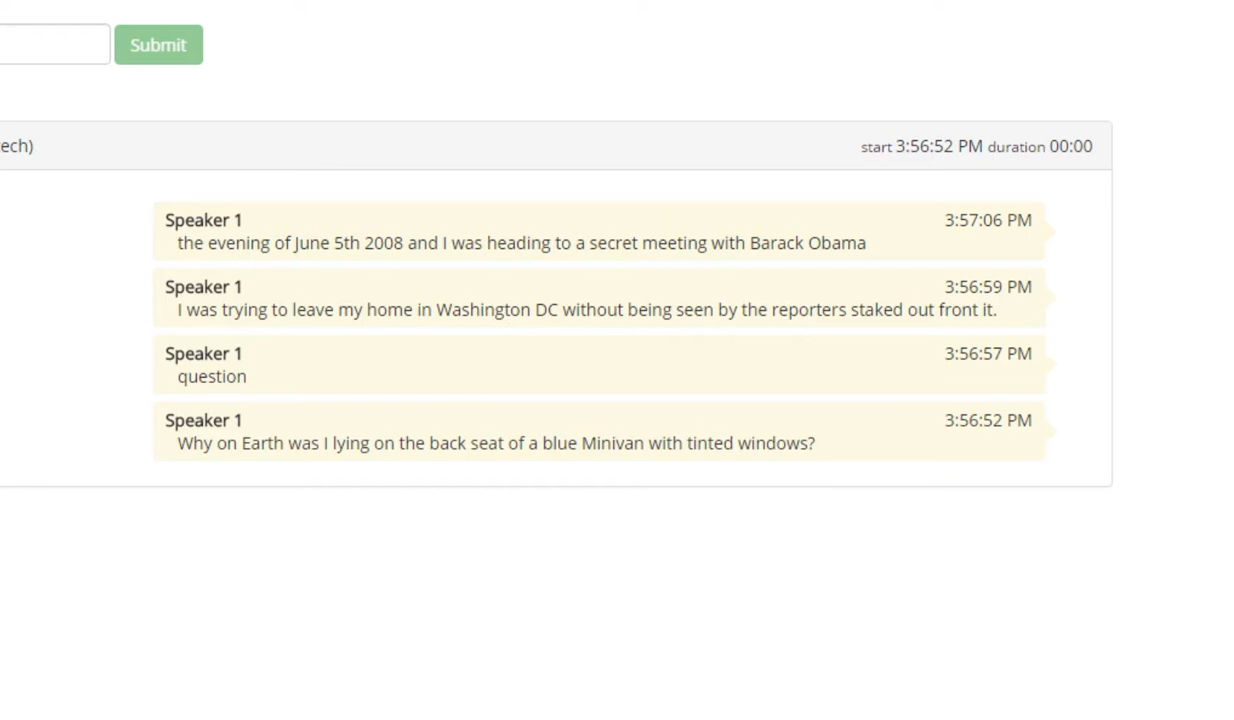 Submit
ech) start 3:56:52 PM duration 00:00
Speaker 1 3:57:06 PM
the evening of June 5th 2008 and I was heading to a secret meeting with Barack Obama
Speaker 1 3:56:59 PM
I was trying to leave my home in Washington DC without being seen by the reporters staked out front it.
Speaker 1 3:56:57 PM
question
Speaker 1 3:56:52 PM
Why on Earth was I lying on the back seat of a blue Minivan with tinted windows?